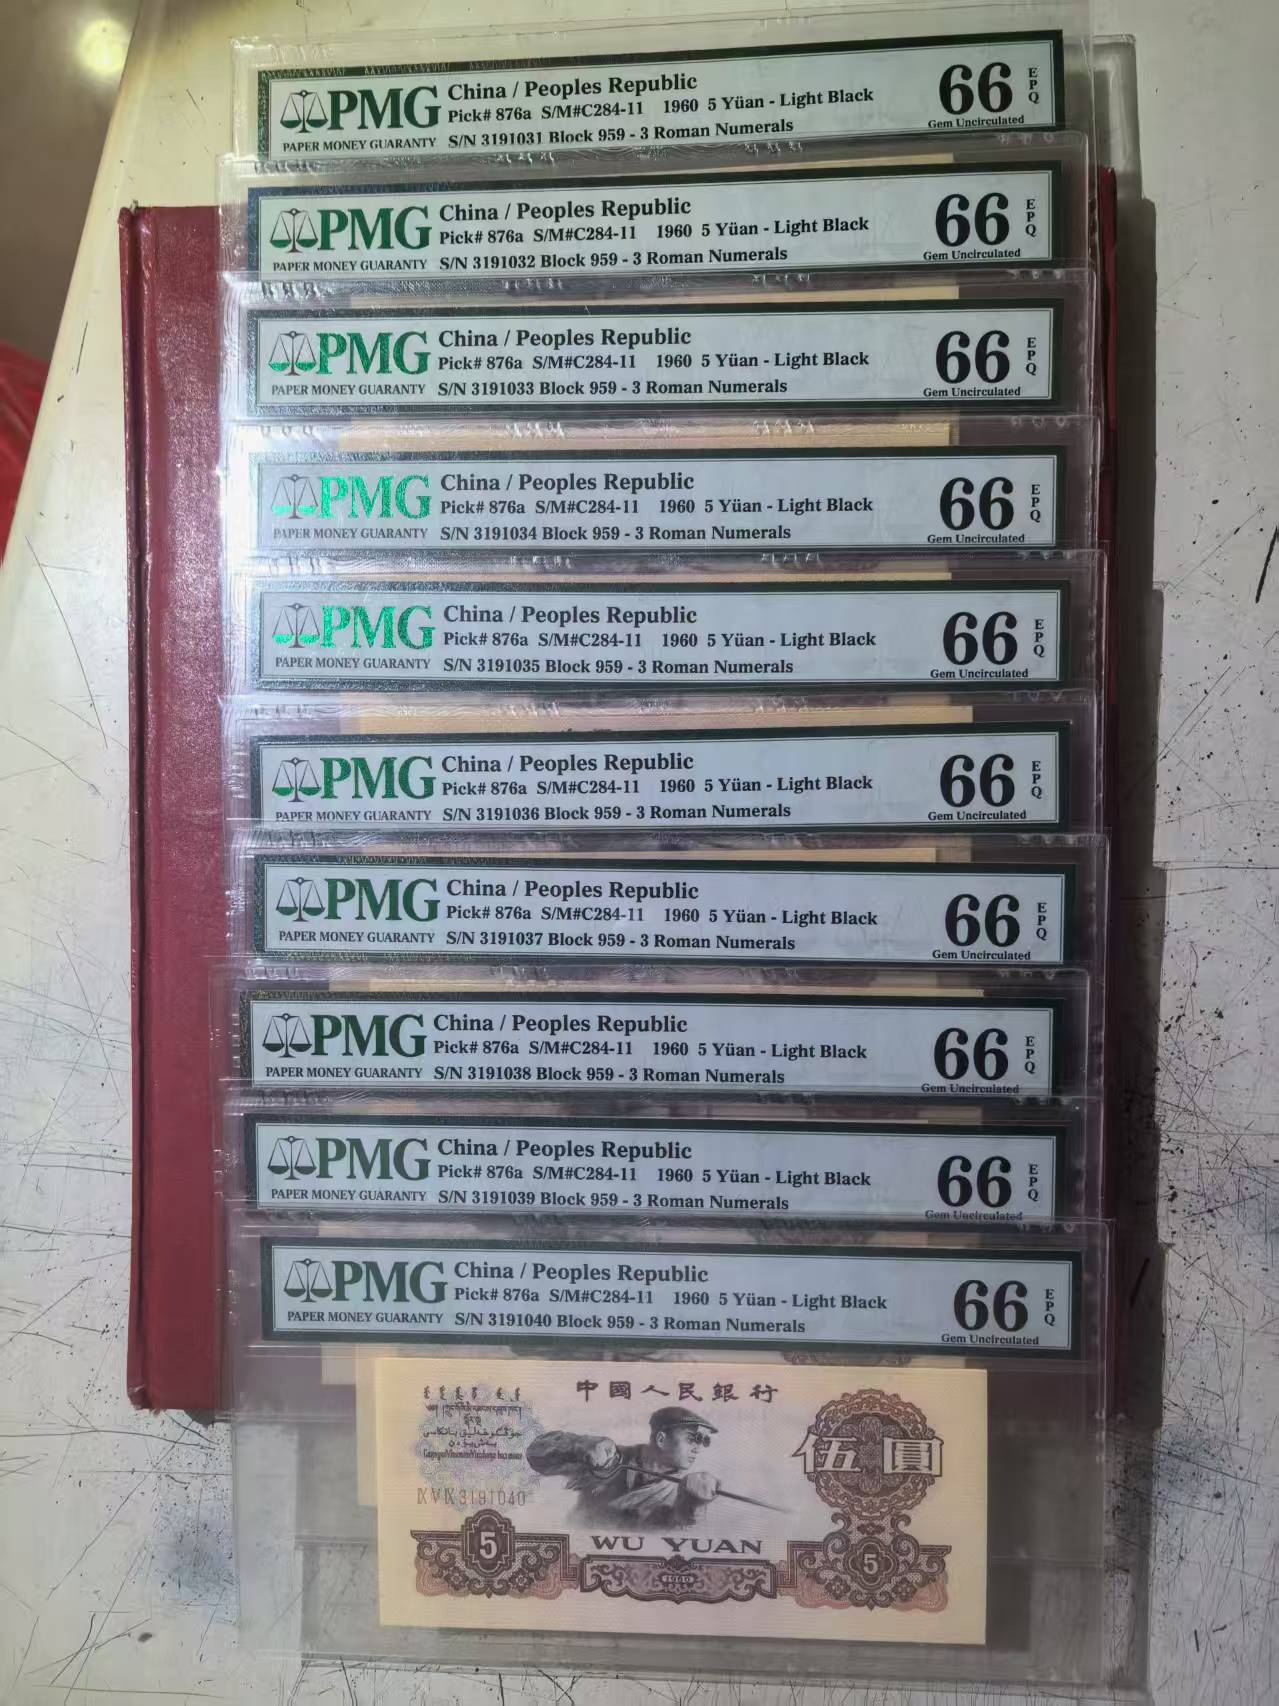 PMG
PAPER MONEY GUARANTY
China / Peoples Republic
Pick# 876a S/M#C284-11 1960 5 Yüan - Light Black
S/N 3191031 Block 959 - 3 Roman Numerals
66 EPQ
Gem Uncirculated
PMG
PAPER MONEY GUARANTY
China / Peoples Republic
Pick# 876a S/M#C284-11 1960 5 Yüan - Light Black
S/N 3191032 Block 959 - 3 Roman Numerals
66 EPQ
Gem Uncirculated
PMG
PAPER MONEY GUARANTY
China / Peoples Republic
Pick# 876a S/M#C284-11 1960 5 Yüan - Light Black
S/N 3191033 Block 959 - 3 Roman Numerals
66 EPQ
Gem Uncirculated
PMG
PAPER MONEY GUARANTY
China / Peoples Republic
Pick# 876a S/M#C284-11 1960 5 Yüan - Light Black
S/N 3191034 Block 959 - 3 Roman Numerals
66 EPQ
Gem Uncirculated
PMG
PAPER MONEY GUARANTY
China / Peoples Republic
Pick# 876a S/M#C284-11 1960 5 Yüan - Light Black
S/N 3191035 Block 959 - 3 Roman Numerals
66 EPQ
Gem Uncirculated
PMG
PAPER MONEY GUARANTY
China / Peoples Republic
Pick# 876a S/M#C284-11 1960 5 Yüan - Light Black
S/N 3191036 Block 959 - 3 Roman Numerals
66 EPQ
Gem Uncirculated
PMG
PAPER MONEY GUARANTY
China / Peoples Republic
Pick# 876a S/M#C284-11 1960 5 Yüan - Light Black
S/N 3191037 Block 959 - 3 Roman Numerals
66 EPQ
Gem Uncirculated
PMG
PAPER MONEY GUARANTY
China / Peoples Republic
Pick# 876a S/M#C284-11 1960 5 Yüan - Light Black
S/N 3191038 Block 959 - 3 Roman Numerals
66 EPQ
Gem Uncirculated
PMG
PAPER MONEY GUARANTY
China / Peoples Republic
Pick# 876a S/M#C284-11 1960 5 Yüan - Light Black
S/N 3191039 Block 959 - 3 Roman Numerals
66 EPQ
Gem Uncirculated
PMG
PAPER MONEY GUARANTY
China / Peoples Republic
Pick# 876a S/M#C284-11 1960 5 Yüan - Light Black
S/N 3191040 Block 959 - 3 Roman Numerals
66 EPQ
Gem Uncirculated
中國人民銀行
伍圓
IX V IX 3191040
WU YUAN
5
1960
5